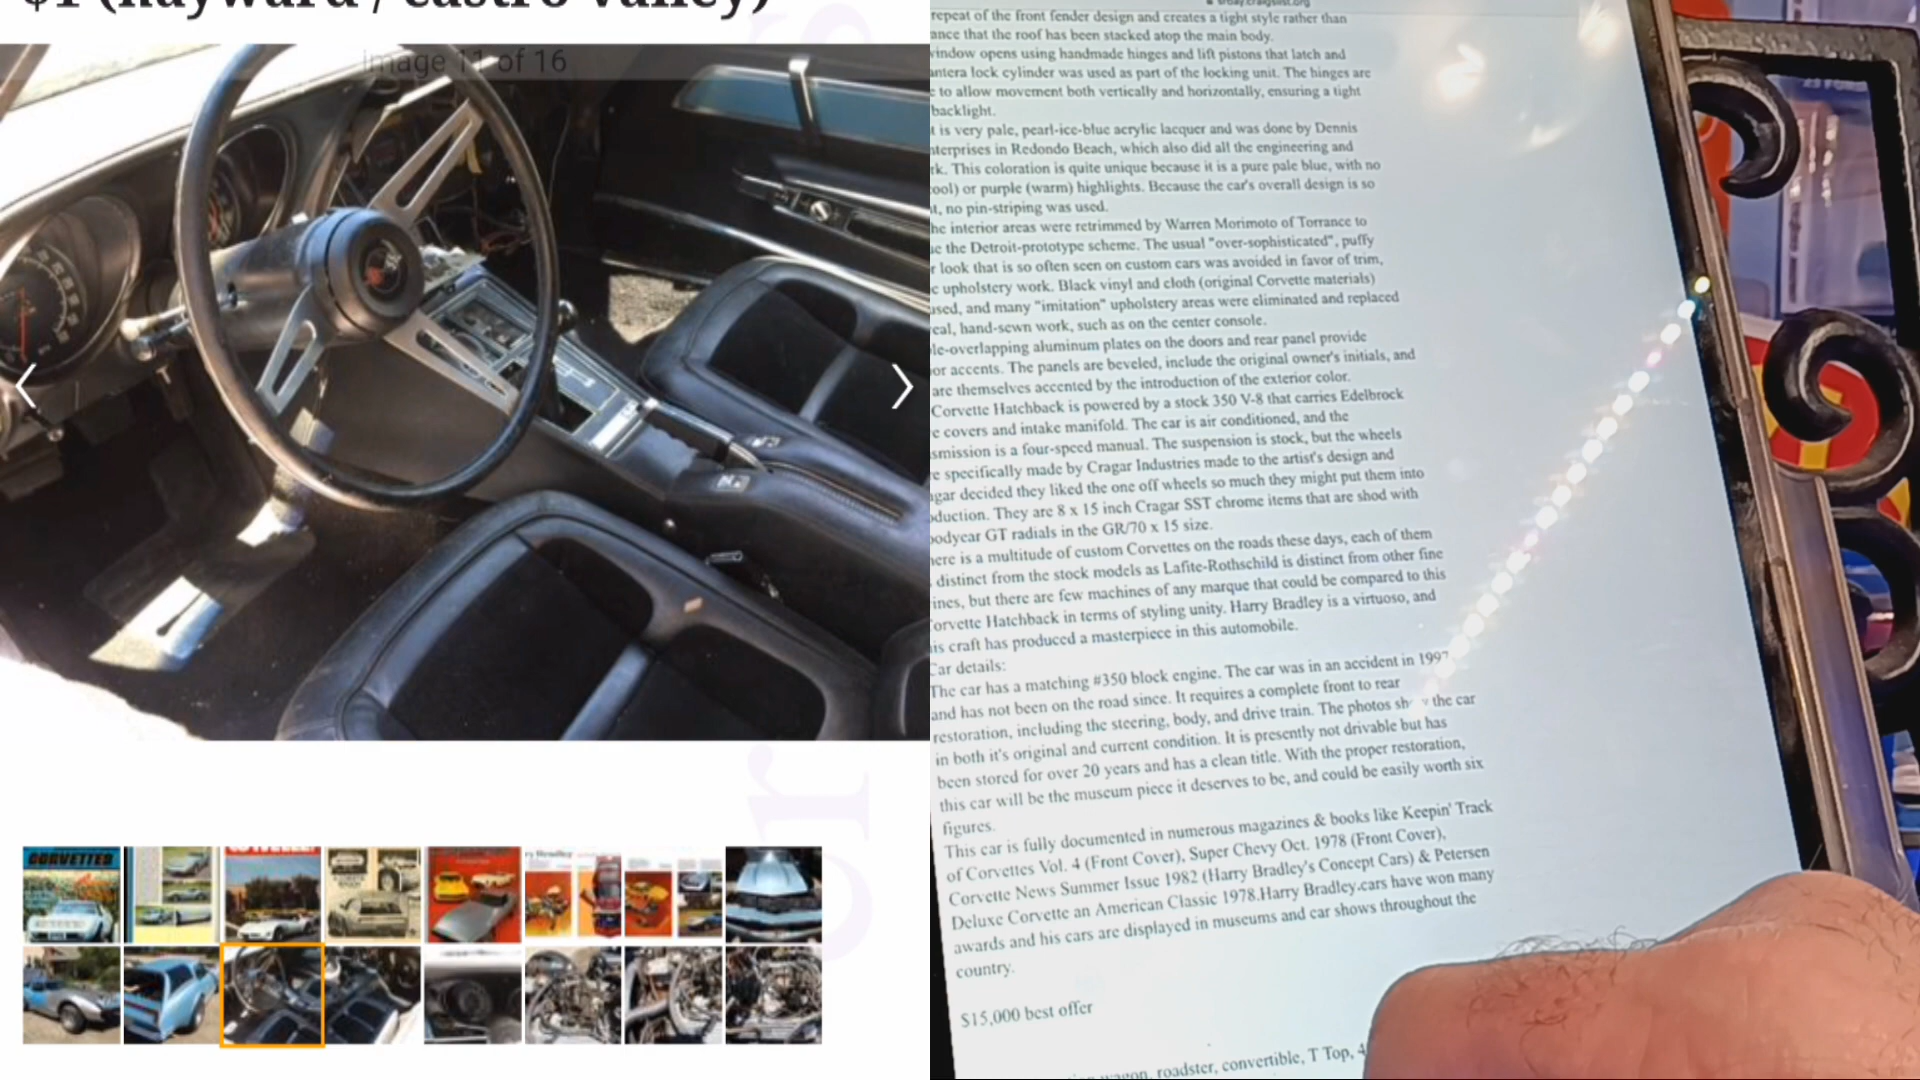 $1 (hayward / castro valley)
Image 11 of 16
CORVETTES
repeat of the front fender design and creates a tight style rather than
ance that the roof has been stacked atop the main body.
window opens using handmade hinges and lift pistons that latch and
antera lock cylinder was used as part of the locking unit. The hinges are
to allow movement both vertically and horizontally, ensuring a tight
backlight.
t is very pale, pearl-ice-blue acrylic lacquer and was done by Dennis
nterprises in Redondo Beach, which also did all the engineering and
rk. This coloration is quite unique because it is a pure pale blue, with no
ool) or purple (warm) highlights. Because the car's overall design is so
t, no pin-striping was used.
he interior areas were retrimmed by Warren Morimoto of Torrance to
e the Detroit-prototype scheme. The usual "over-sophisticated", puffy
r look that is so often seen on custom cars was avoided in favor of trim,
c upholstery work. Black vinyl and cloth (original Corvette materials)
used, and many "imitation" upholstery areas were eliminated and replaced
eal, hand-sewn work, such as on the center console.
le-overlapping aluminum plates on the doors and rear panel provide
or accents. The panels are beveled, include the original owner's initials, and
are themselves accented by the introduction of the exterior color.
Corvette Hatchback is powered by a stock 350 V-8 that carries Edelbrock
e covers and intake manifold. The car is air conditioned, and the
smission is a four-speed manual. The suspension is stock, but the wheels
e specifically made by Cragar Industries made to the artist's design and
agar decided they liked the one off wheels so much they might put them into
oduction. They are 8 x 15 inch Cragar SST chrome items that are shod with
oodyear GT radials in the GR/70 x 15 size.
here is a multitude of custom Corvettes on the roads these days, each of them
distinct from the stock models as Lafite-Rothschild is distinct from other fine
ines, but there are few machines of any marque that could be compared to this
Corvette Hatchback in terms of styling unity. Harry Bradley is a virtuoso, and
is craft has produced a masterpiece in this automobile.
Car details:
The car has a matching #350 block engine. The car was in an accident in 1997
and has not been on the road since. It requires a complete front to rear
restoration, including the steering, body, and drive train. The photos sh w the car
in both it's original and current condition. It is presently not drivable but has
been stored for over 20 years and has a clean title. With the proper restoration,
this car will be the museum piece it deserves to be, and could be easily worth six
figures.
This car is fully documented in numerous magazines & books like Keepin' Track
of Corvettes Vol. 4 (Front Cover), Super Chevy Oct. 1978 (Front Cover),
Corvette News Summer Issue 1982 (Harry Bradley's Concept Cars) & Petersen
Deluxe Corvette an American Classic 1978.Harry Bradley.cars have won many
awards and his cars are displayed in museums and car shows throughout the
country.
$15,000 best offer
wagon, roadster, convertible, T Top, 4